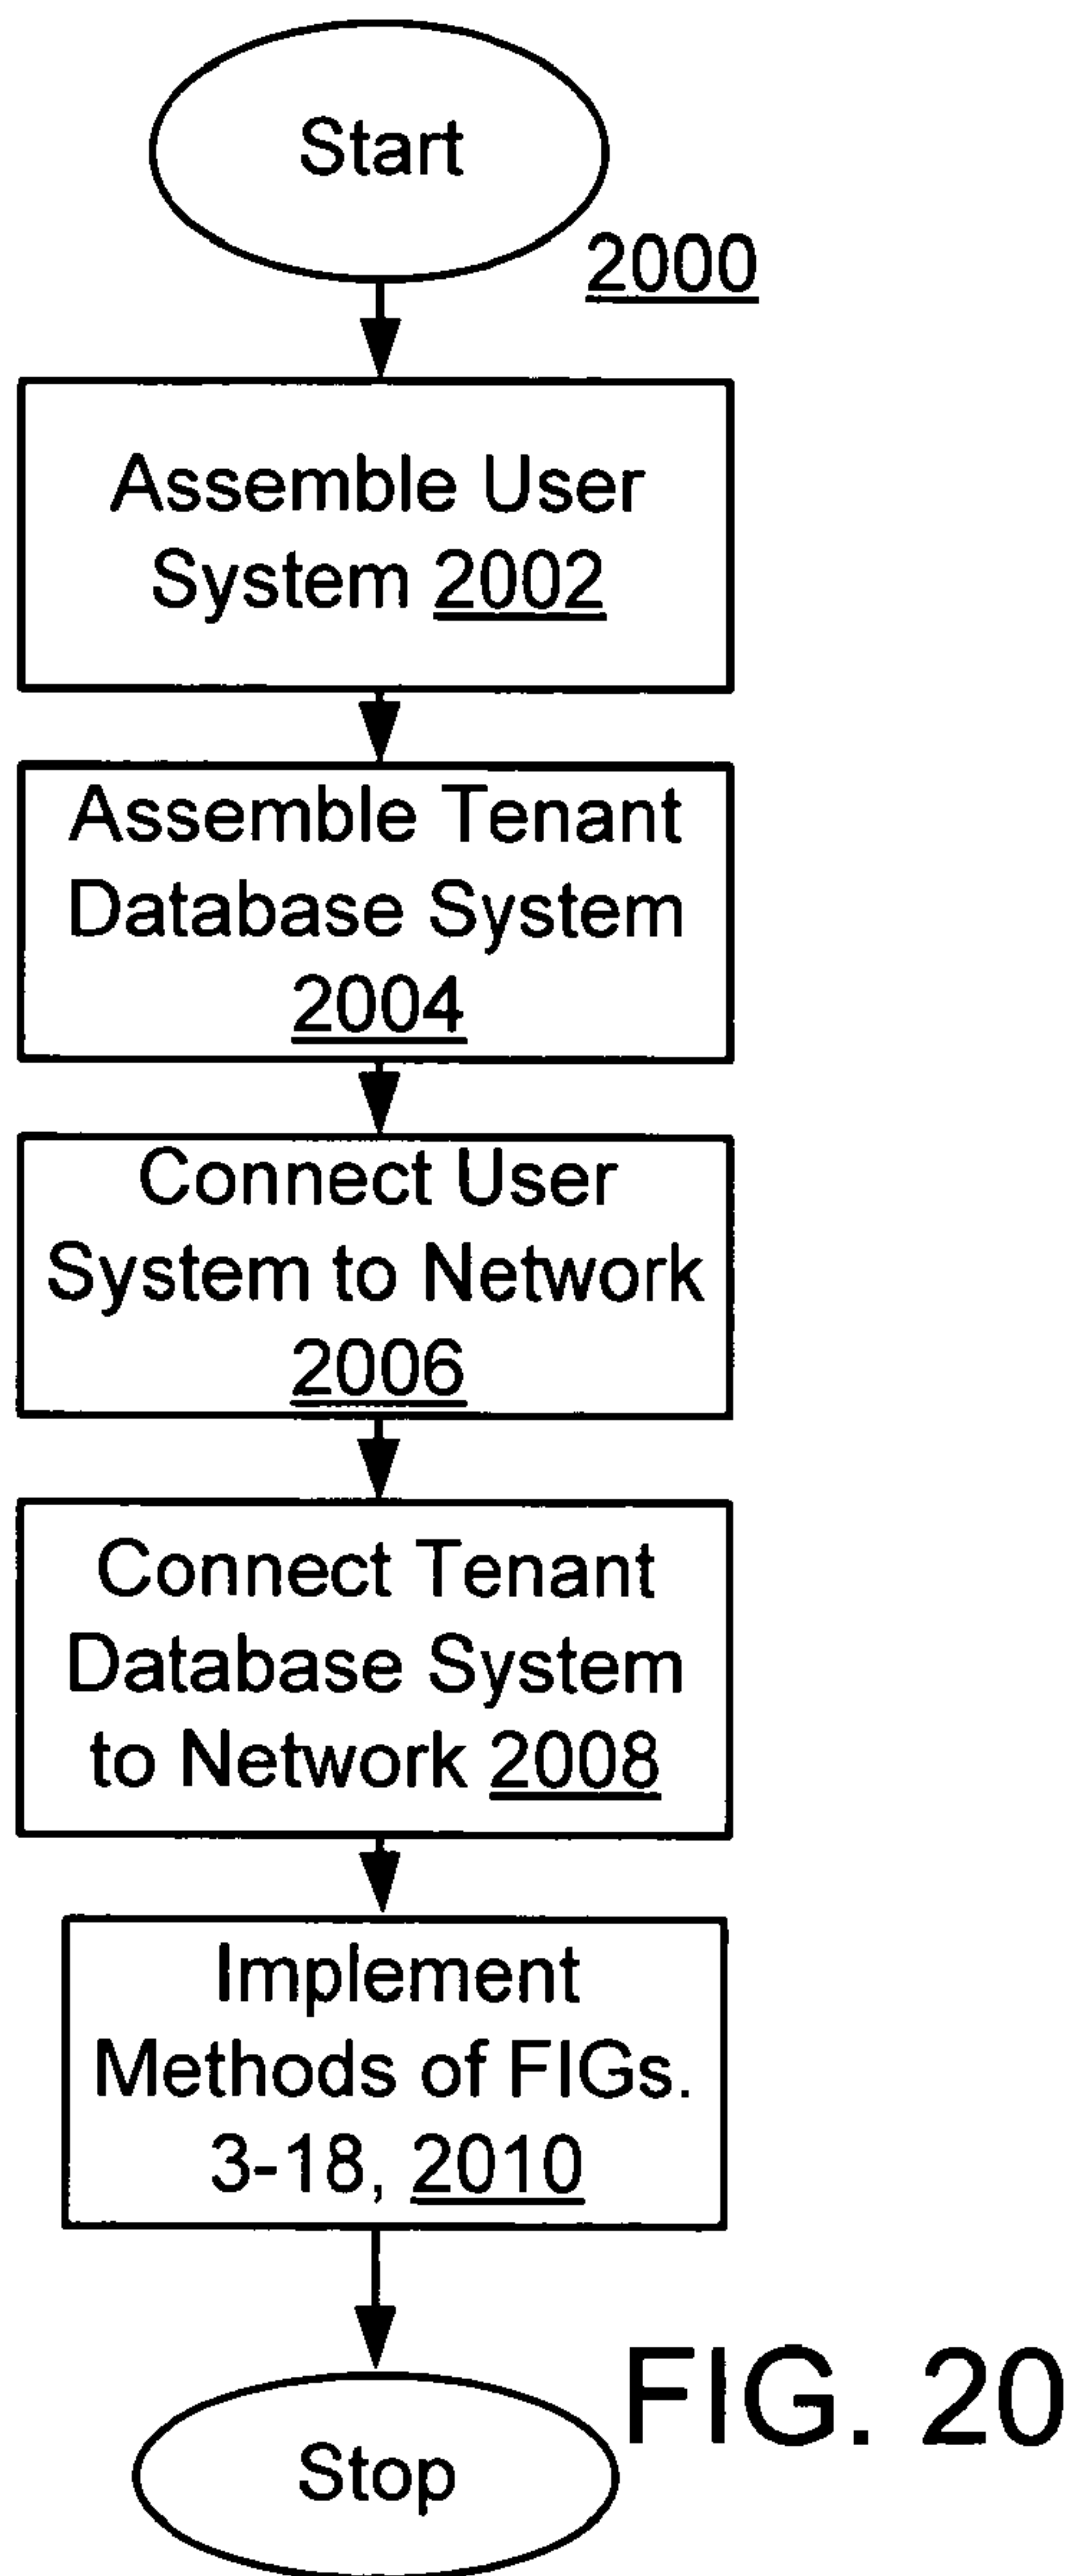 Start
2000
Assemble User
System 2002
Assemble Tenant
Database System
2004
Connect User
System to Network
2006
Connect Tenant
Database System
to Network 2008
Implement
Methods of FIGs.
3-18, 2010
FIG. 20
Stop